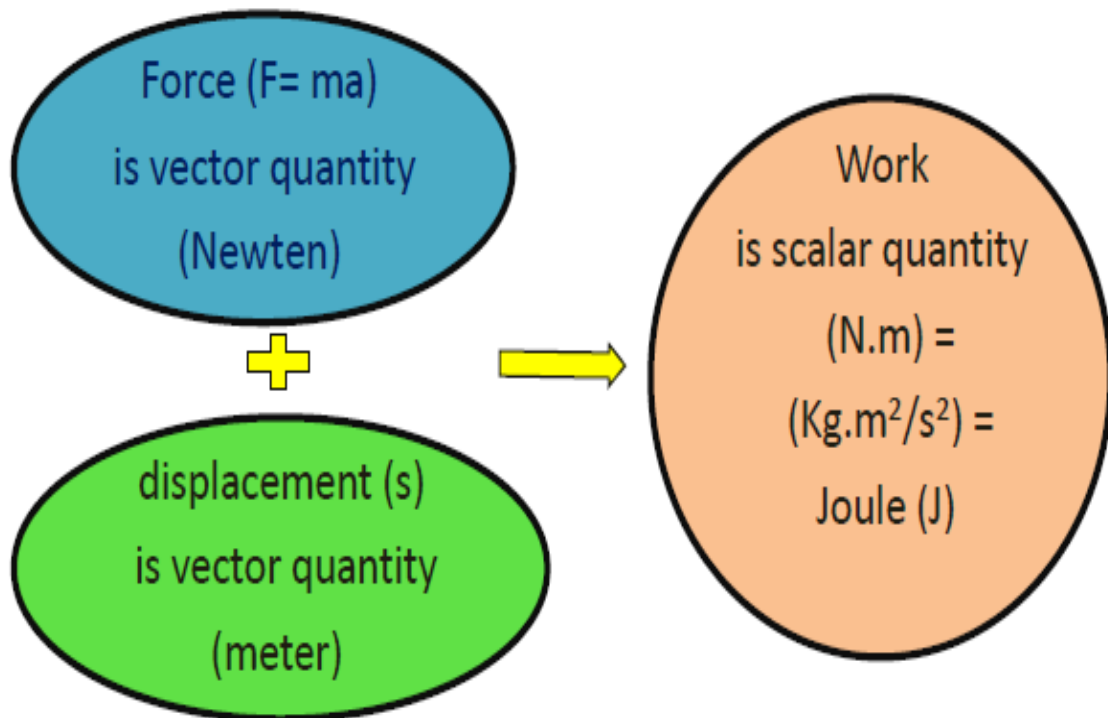 Force (F= ma)
is vector quantity
(Newten)
displacement (s)
is vector quantity
(meter)
Work
is scalar quantity
(N.m) =
(Kg.m²/s²) =
Joule (J)